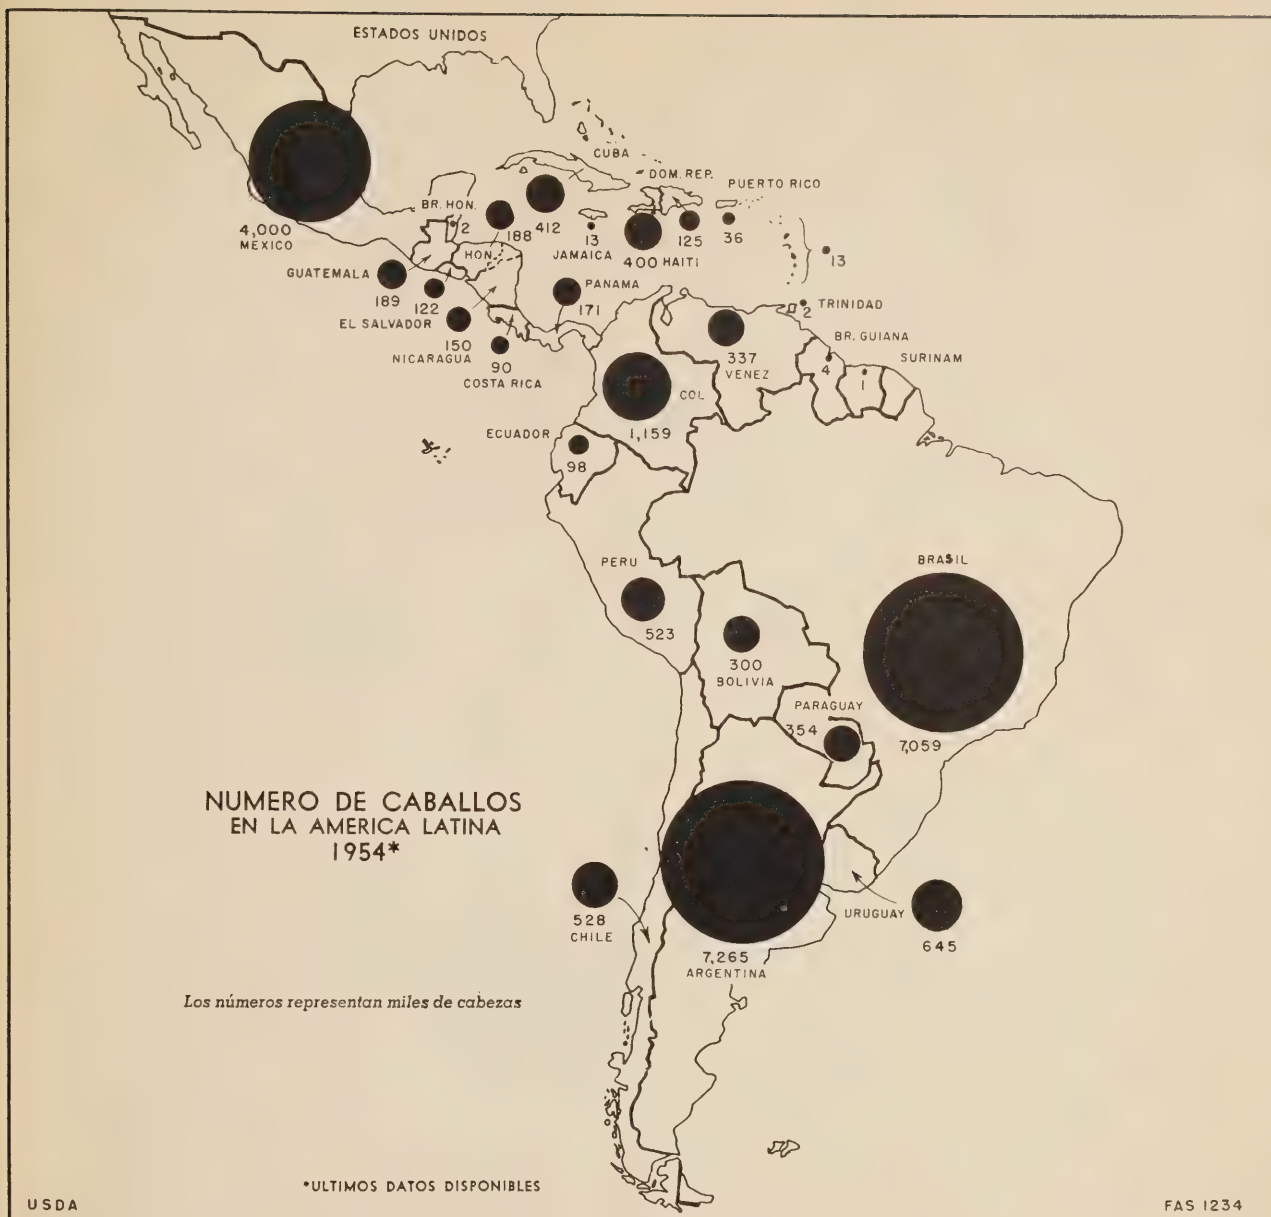 ESTADOS UNIDOS
CUBA
DOM. REP.
PUERTO RICO
BR. HON.
2
188
412
13
JAMAICA
400 HAITI
125
36
13
4,000
MEXICO
HON.
GUATEMALA
189
122
EL SALVADOR
150
NICARAGUA
90
COSTA RICA
PANAMA
171
TRINIDAD
2
337
VENEZ
BR. GUIANA
4
SURINAM
1
COL
1,159
ECUADOR
98
PERU
523
BRASIL
7,059
300
BOLIVIA
PARAGUAY
354
NUMERO DE CABALLOS
EN LA AMERICA LATINA
1954*
528
CHILE
7,265
ARGENTINA
URUGUAY
645
Los números representan miles de cabezas
*ULTIMOS DATOS DISPONIBLES
USDA
FAS 1234